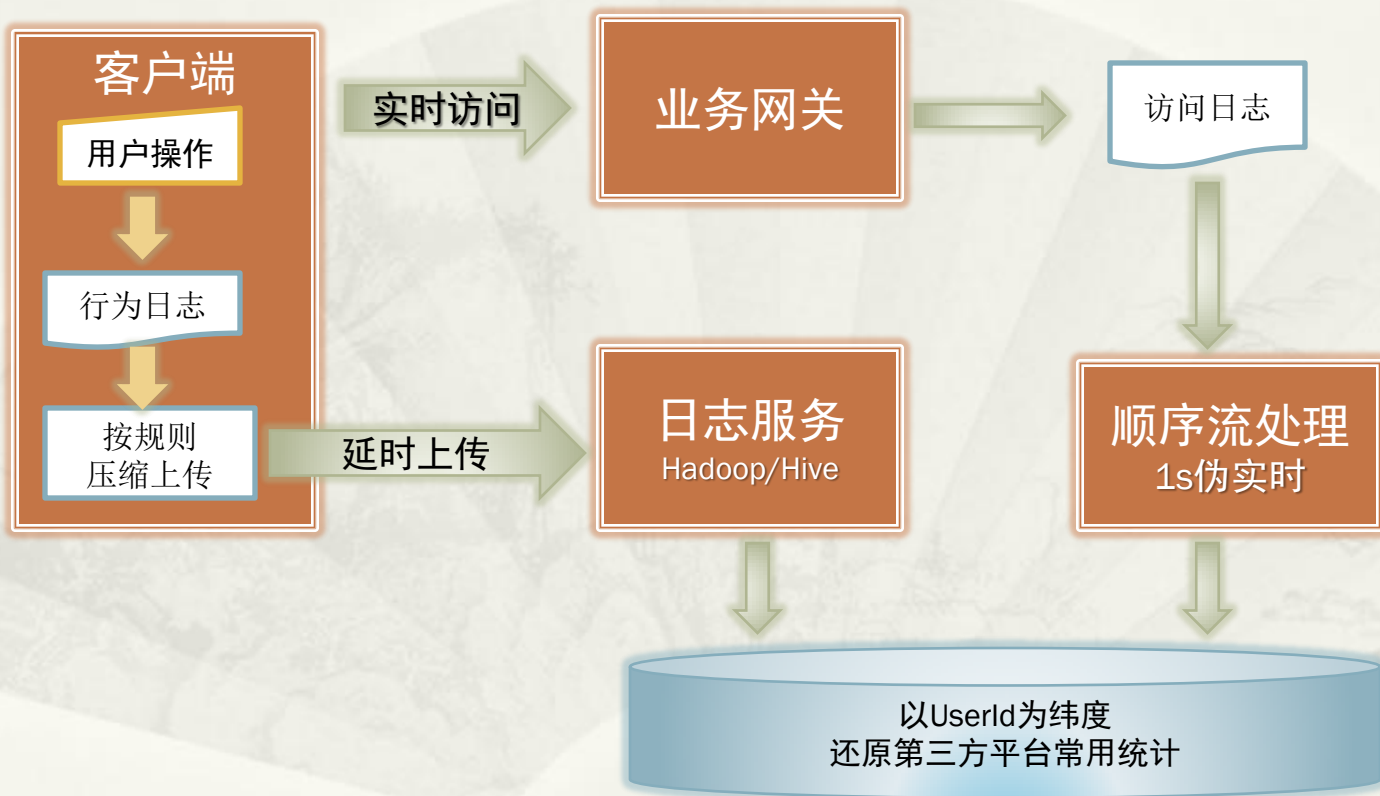 客户端
用户操作
行为日志
按规则
压缩上传
实时访问
业务网关
访问日志
延时上传
日志服务
Hadoop/Hive
顺序流处理
1s伪实时
以UserId为纬度
还原第三方平台常用统计